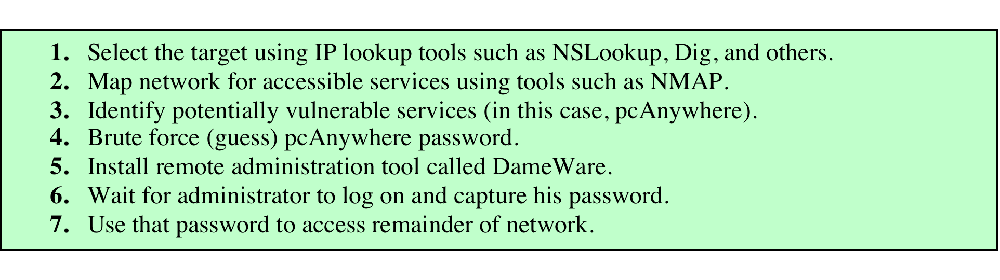 1. Select the target using IP lookup tools such as NSLookup, Dig, and others.
2. Map network for accessible services using tools such as NMAP.
3. Identify potentially vulnerable services (in this case, pcAnywhere).
4. Brute force (guess) pcAnywhere password.
5. Install remote administration tool called DameWare.
6. Wait for administrator to log on and capture his password.
7. Use that password to access remainder of network.